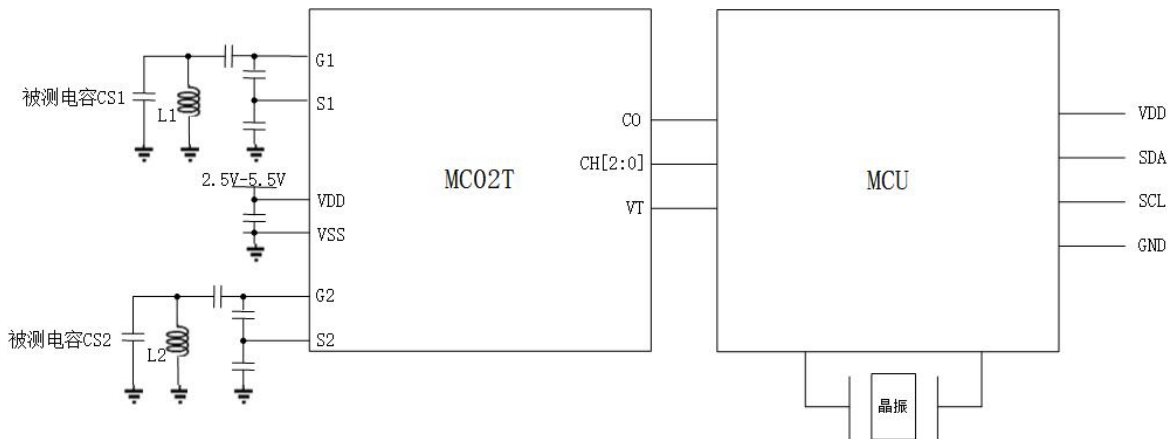 被测电容CS1
L1
G1
S1
2.5V-5.5V
VDD
VSS
被测电容CS2
L2
G2
S2
MC02T
CO
CH[2:0]
VT
MCU
VDD
SDA
SCL
GND
晶振